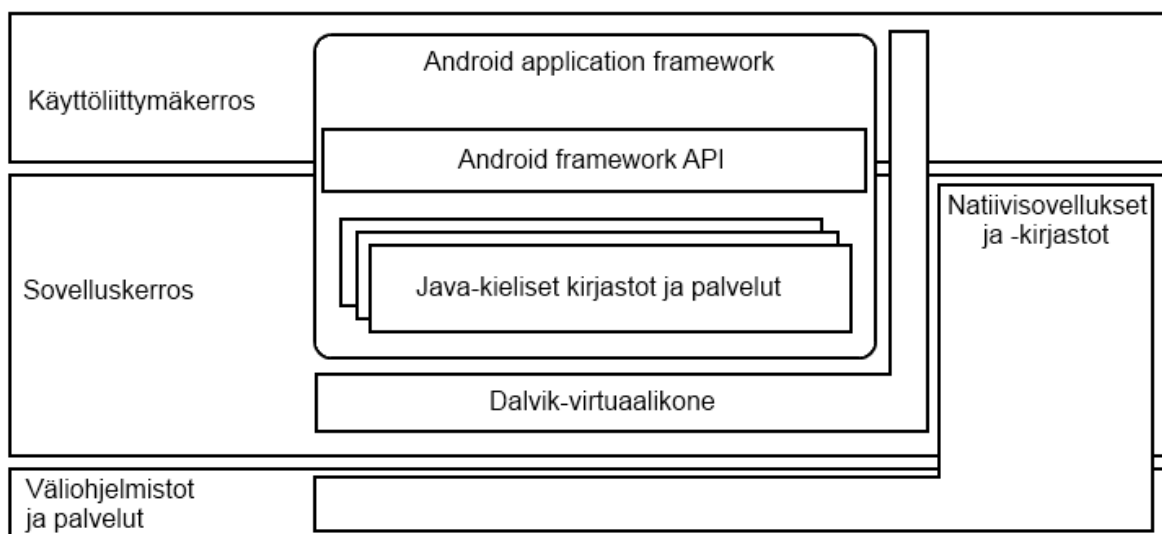 Android application framework
Käyttöliittymäkerros
Android framework API
Natiivisovellukset
ja -kirjastot
Java-kieliset kirjastot ja palvelut
Sovelluskerros
Dalvik-virtuaalikone
Väliohjelmistot
ja palvelut